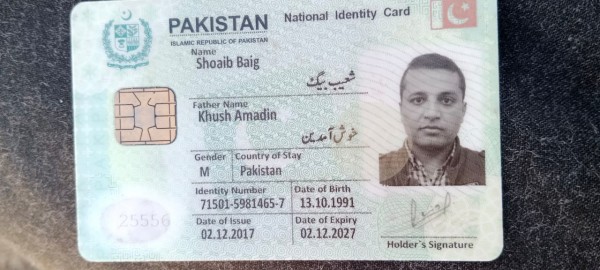 PAKISTAN National Identity Card
ISLAMIC REPUBLIC OF PAKISTAN
Name
Shoaib Baig
شعیب بیگ
Father Name
Khush Amadin
خوش آمدین
Gender Country of Stay
M Pakistan
Identity Number Date of Birth
71501-5981465-7 13.10.1991
Date of Issue Date of Expiry
02.12.2017 02.12.2027
25556
Holder's Signature